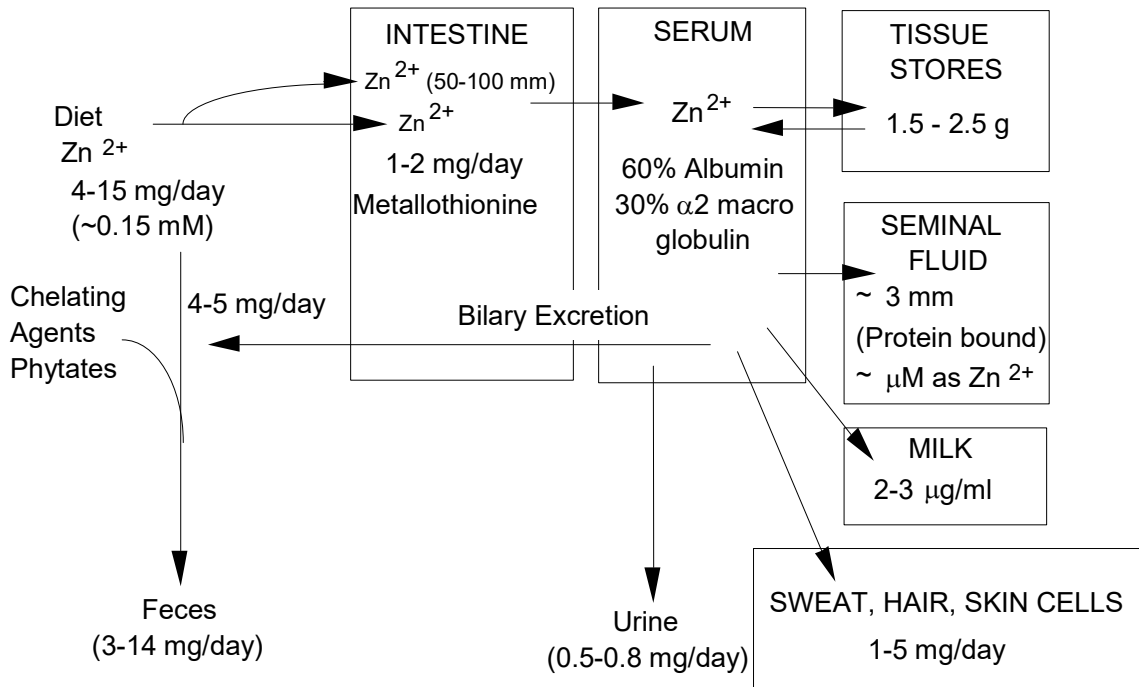 INTESTINE
Zn 2+ (50-100 mm)
Zn 2+
1-2 mg/day
Metallothionine
SERUM
Zn 2+
60% Albumin
30% α2 macro
globulin
TISSUE
STORES
1.5 - 2.5 g
Diet
Zn 2+
4-15 mg/day
(~0.15 mM)
SEMINAL
FLUID
~ 3 mm
(Protein bound)
~ μM as Zn 2+
Chelating
Agents
Phytates
4-5 mg/day
Bilary Excretion
MILK
2-3 μg/ml
Feces
(3-14 mg/day)
Urine
(0.5-0.8 mg/day)
SWEAT, HAIR, SKIN CELLS
1-5 mg/day